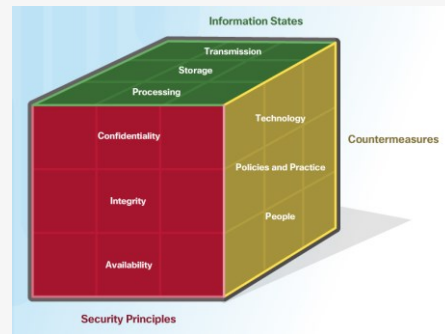 Information States
Transmission
Storage
Processing
Confidentiality
Integrity
Availability
Technology
Policies and Practice
People
Countermeasures
Security Principles